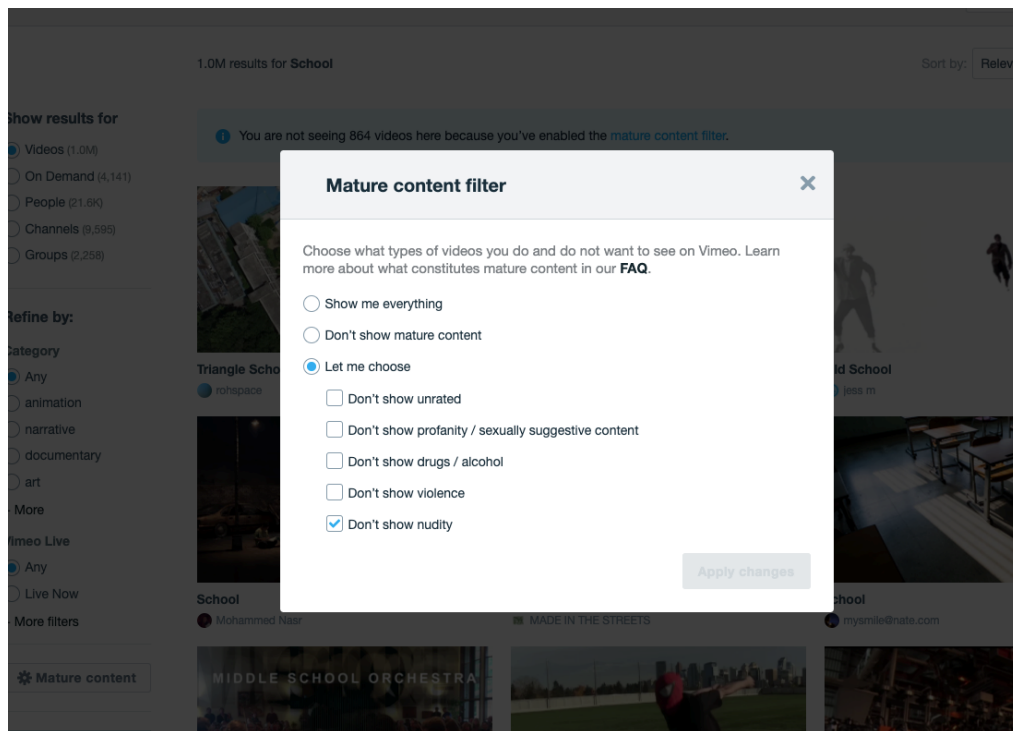 1.0M results for School
Sort by: Relev
Show results for
You are not seeing 864 videos here because you've enabled the mature content filter.
Videos (1.0M)
On Demand (4,141)
People (21.6K)
Channels (9,595)
Groups (2,258)
Refine by:
Category
Any
animation
narrative
documentary
art
More
Vimeo Live
Any
Live Now
More filters
Mature content
Mature content filter
Choose what types of videos you do and do not want to see on Vimeo. Learn
more about what constitutes mature content in our FAQ.
Show me everything
Don't show mature content
Let me choose
Don't show unrated
Don't show profanity / sexually suggestive content
Don't show drugs / alcohol
Don't show violence
Don't show nudity
Apply changes
Triangle Scho
rohspace
ld School
jess m
School
Mohammed Nasr
MADE IN THE STREETS
chool
mysmile@nate.com
MIDDLE SCHOOL ORCHESTRA